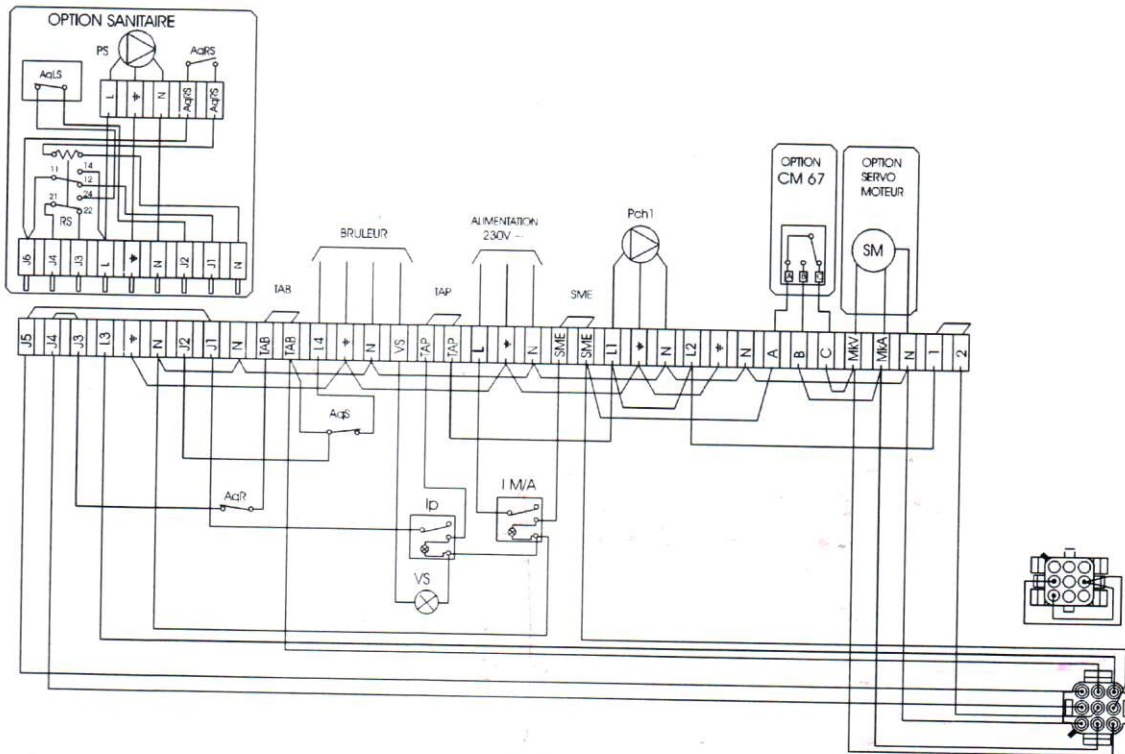 OPTION SANITAIRE
PS
AqRS
AqLS
L
N
AqRS
AqRS
14
11
12
24
21
22
RS
J5
J4
J3
L
N
J2
J1
N
OPTION
CM 67
A
B
C
OPTION
SERVO
MOTEUR
SM
BRULEUR
ALIMENTATION
230V ~
Pch1
TAB
TAP
SME
J5
J4
J3
L3
N
J2
J1
TAB
TAB
L4
N
VS
TAP
TAP
L
N
SME
SME
L1
N
L2
N
A
B
C
MkV
MkA
N
1
2
AqS
AqR
Ip
I M/A
VS